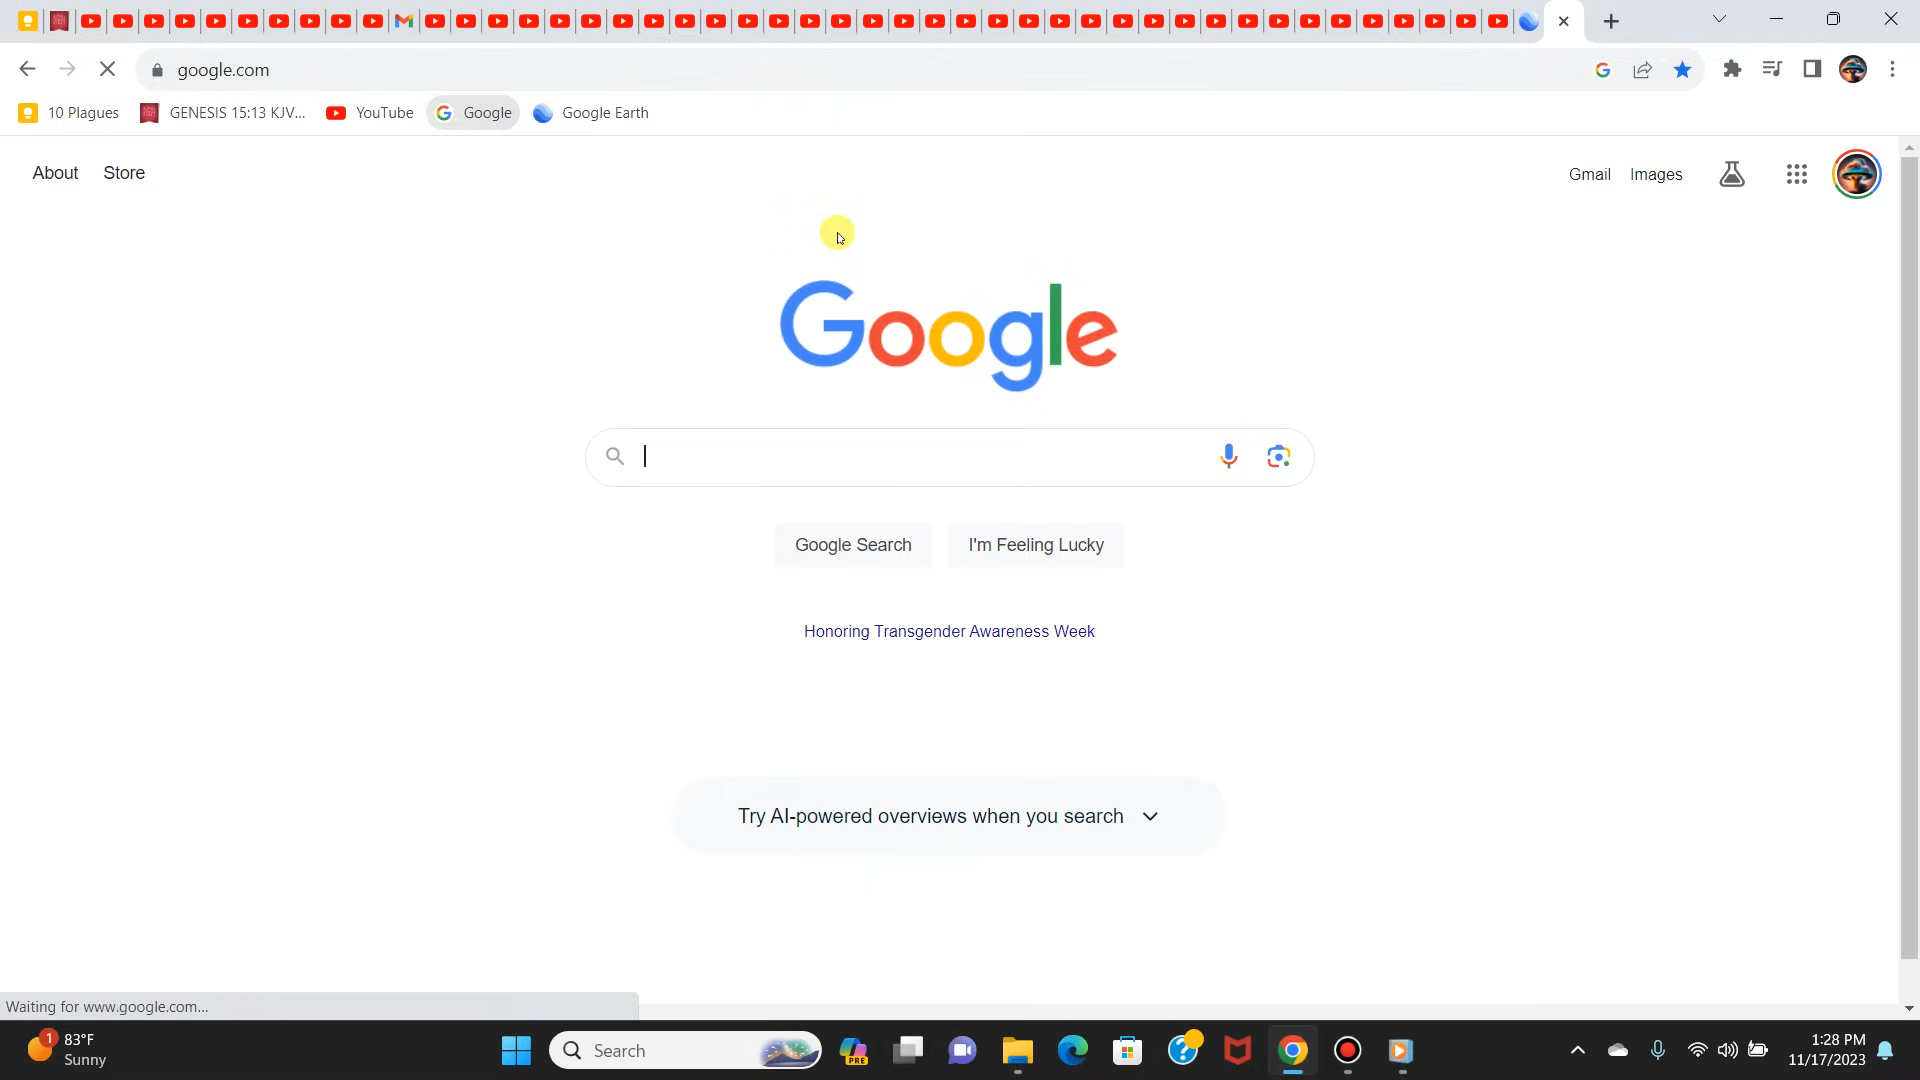 google.com
10 Plagues GENESIS 15:13 KJV... YouTube Google Google Earth
About Store Gmail Images
Google
Google Search I'm Feeling Lucky
Honoring Transgender Awareness Week
Try AI-powered overviews when you search
Waiting for www.google.com...
1 83°F
Sunny
Search
PRE
1:28 PM
11/17/2023